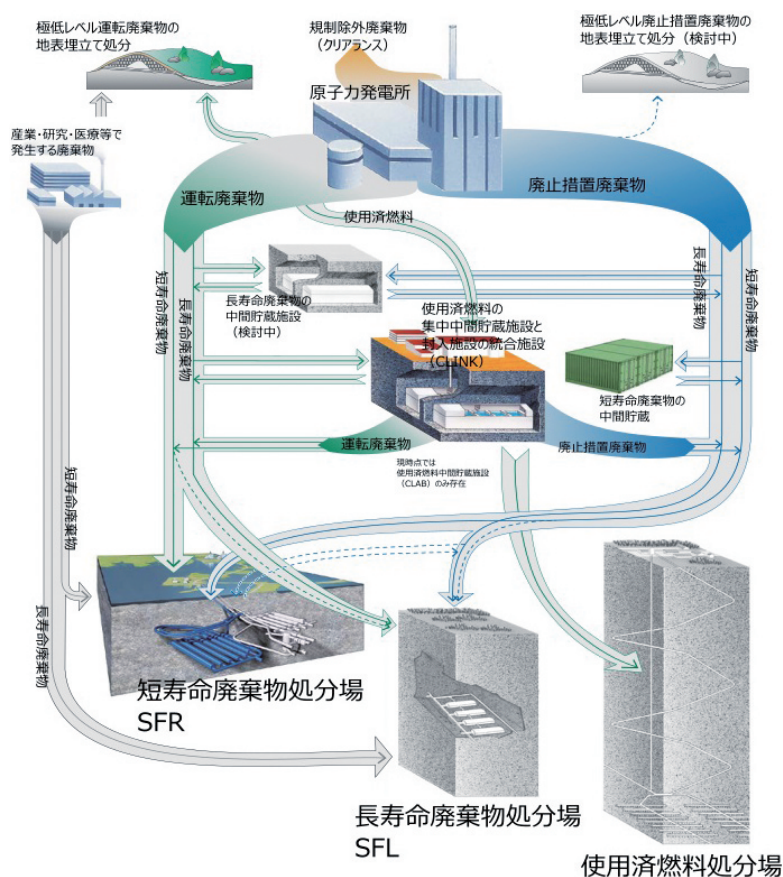 極低レベル運転廃棄物の
地表埋立て処分
規制除外廃棄物
(クリアランス)
極低レベル廃止措置廃棄物の
地表埋立て処分(検討中)
原子力発電所
産業・研究・医療等で
発生する廃棄物
運転廃棄物
廃止措置廃棄物
使用済燃料
短寿命廃棄物
長寿命廃棄物
長寿命廃棄物の
中間貯蔵施設
(検討中)
長寿命廃棄物
短寿命廃棄物
使用済燃料の
集中中間貯蔵施設と
封入施設の統合施設
(CLINK)
短寿命廃棄物の
中間貯蔵
運転廃棄物
廃止措置廃棄物
現時点では
使用済燃料中間貯蔵施設
(CLAB)のみ存在
短寿命廃棄物
長寿命廃棄物
短寿命廃棄物処分場
SFR
長寿命廃棄物処分場
SFL
使用済燃料処分場